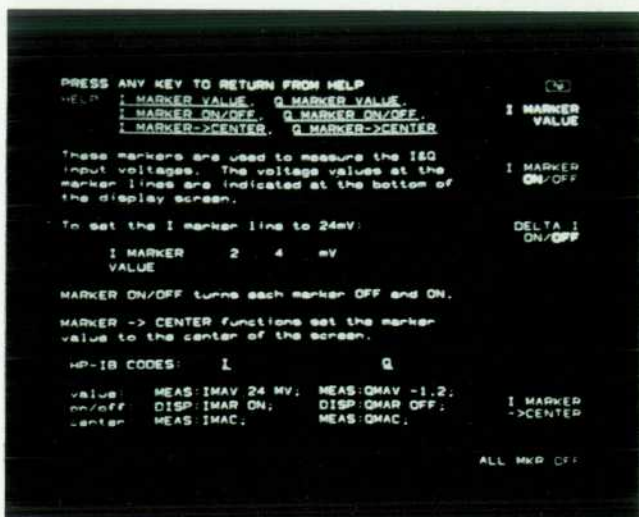 PRESS ANY KEY TO RETURN FROM HELP
HELP I MARKER VALUE, Q MARKER VALUE,
I MARKER ON/OFF, Q MARKER ON/OFF,
I MARKER->CENTER, Q MARKER->CENTER
These markers are used to measure the I&Q
input voltages. The voltage values at the
marker lines are indicated at the bottom of
the display screen.
To set the I marker line to 24mV:
I MARKER 2 4 mV
VALUE
MARKER ON/OFF turns each marker OFF and ON.
MARKER -> CENTER functions set the marker
value to the center of the screen.
HP-IB CODES: I Q
value: MEAS:IMAV 24 MV; MEAS:QMAV -1.2;
on/off: DISP:IMAR ON; DISP:QMAR OFF;
center MEAS:IMAC; MEAS:QMAC;
I MARKER
VALUE
I MARKER
ON/OFF
DELTA I
ON/OFF
I MARKER
->CENTER
ALL MKR OFF